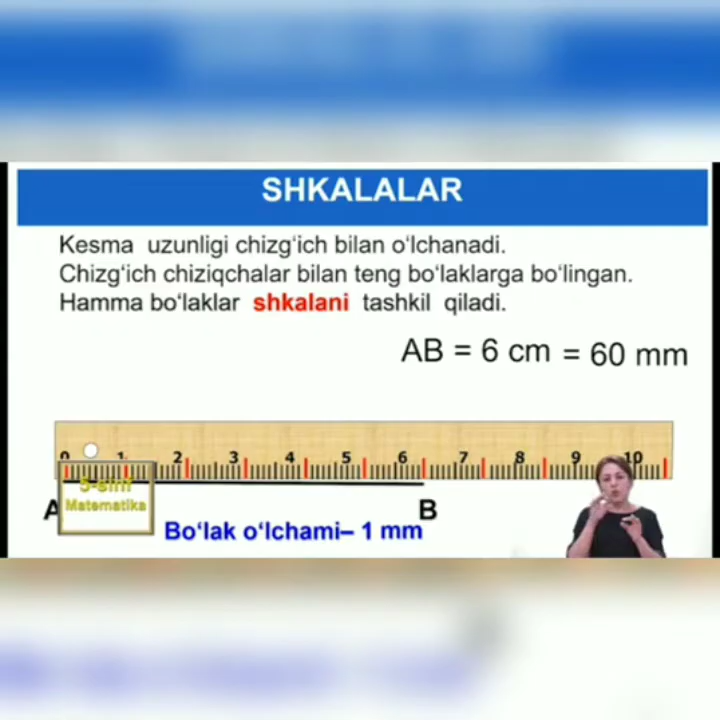 SHKALALAR
Kesma uzunligi chizg‘ich bilan o‘lchanadi.
Chizg‘ich chiziqchalar bilan teng bo‘laklarga bo‘lingan.
Hamma bo‘laklar shkalani tashkil qiladi.
AB = 6 cm = 60 mm
0 1 2 3 4 5 6 7 8 9 10
5-sinf
Matematika
A B
Bo‘lak o‘lchami– 1 mm